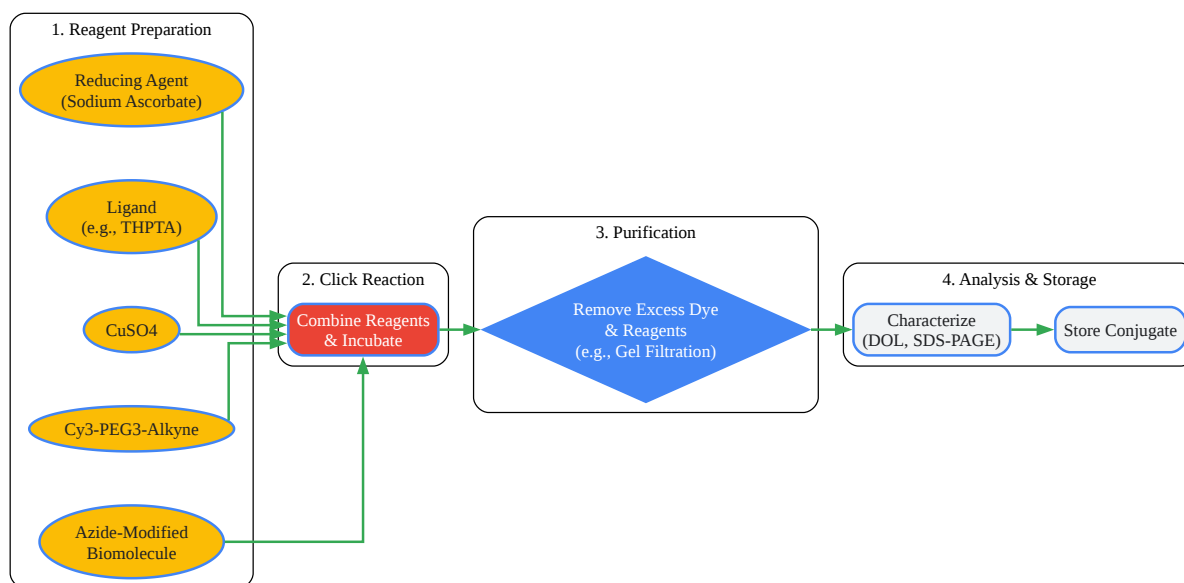 1. Reagent Preparation
Reducing Agent
(Sodium Ascorbate)
Ligand
(e.g., THPTA)
CuSO4
Cy3-PEG3-Alkyne
Azide-Modified
Biomolecule
2. Click Reaction
Combine Reagents
& Incubate
3. Purification
Remove Excess Dye
& Reagents
(e.g., Gel Filtration)
4. Analysis & Storage
Characterize
(DOL, SDS-PAGE)
Store Conjugate